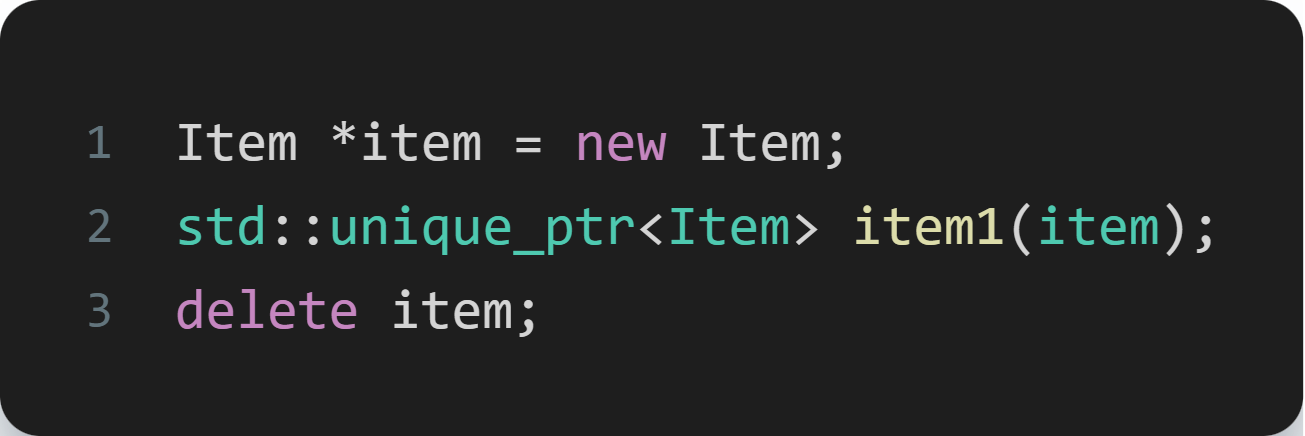 1 Item *item = new Item;
2 std::unique_ptr<Item> item1(item);
3 delete item;